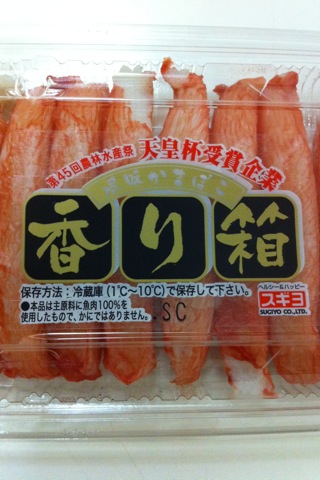 第45回農林水産祭 天皇杯受賞企業
かまぼこ
香り箱
保存方法：冷蔵庫（1℃〜10℃）で保存して下さい。
●本品は主原料に魚肉100％を
使用したもので、かにではありません。
.SC
ヘルシー&ハッピー
スギヨ
SUGIYO CO.,LTD.